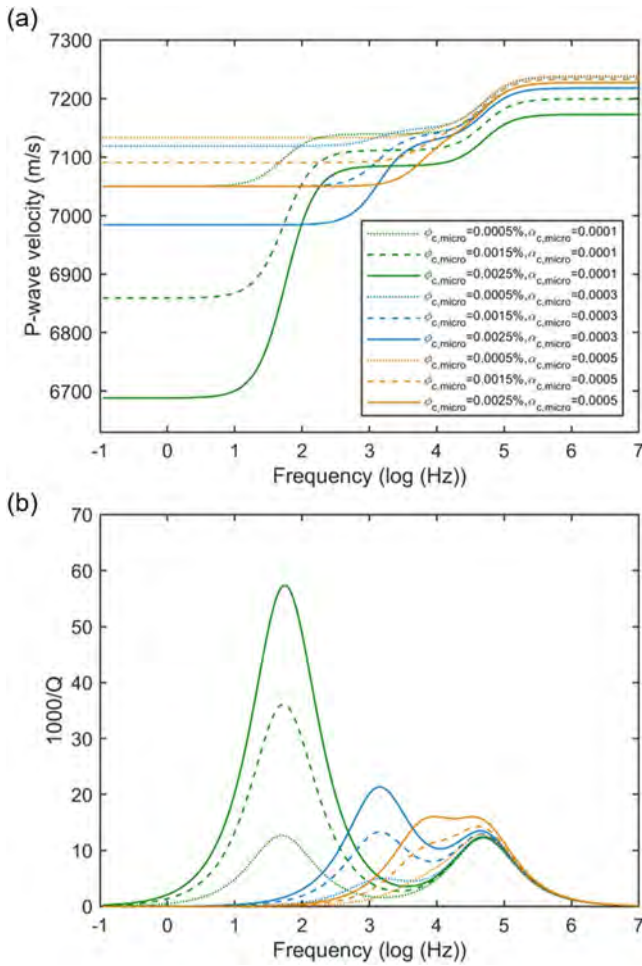 (a)
7300
7200
7100
7000
6900
6800
6700
P-wave velocity (m/s)
ϕc,micro=0.0005%,αc,micro=0.0001
ϕc,micro=0.0015%,αc,micro=0.0001
ϕc,micro=0.0025%,αc,micro=0.0001
ϕc,micro=0.0005%,αc,micro=0.0003
ϕc,micro=0.0015%,αc,micro=0.0003
ϕc,micro=0.0025%,αc,micro=0.0003
ϕc,micro=0.0005%,αc,micro=0.0005
ϕc,micro=0.0015%,αc,micro=0.0005
ϕc,micro=0.0025%,αc,micro=0.0005
-1 0 1 2 3 4 5 6 7
Frequency (log (Hz))
(b)
70
60
50
40
30
20
10
0
1000/Q
-1 0 1 2 3 4 5 6 7
Frequency (log (Hz))